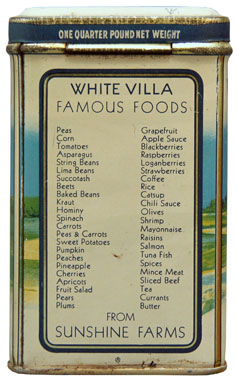 ONE QUARTER POUND NET WEIGHT
WHITE VILLA
FAMOUS FOODS
Peas
Corn
Tomatoes
Asparagus
String Beans
Lima Beans
Succotash
Beets
Baked Beans
Kraut
Hominy
Spinach
Carrots
Peas & Carrots
Sweet Potatoes
Pumpkin
Peaches
Pineapple
Cherries
Apricots
Fruit Salad
Pears
Plums
Grapefruit
Apple Sauce
Blackberries
Raspberries
Loganberries
Strawberries
Coffee
Rice
Catsup
Chili Sauce
Olives
Shrimp
Mayonnaise
Raisins
Salmon
Tuna Fish
Spices
Mince Meat
Sliced Beef
Tea
Currants
Butter
FROM
SUNSHINE FARMS